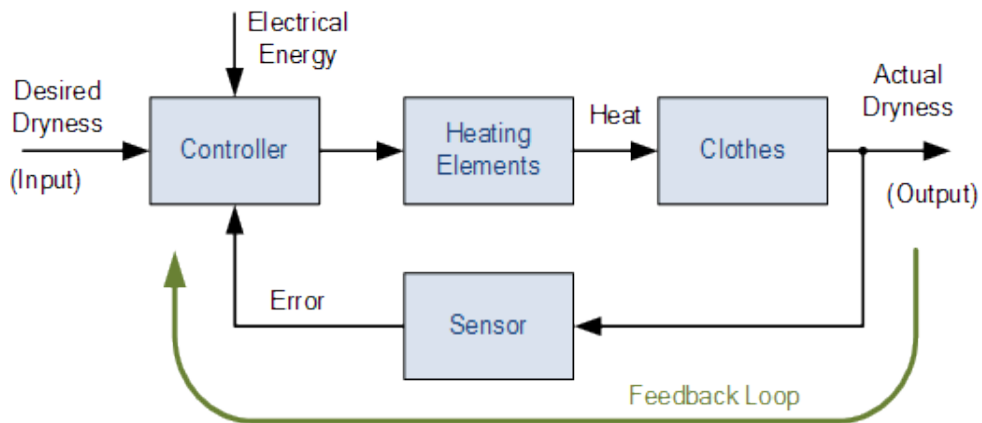 Electrical
Energy
Desired
Dryness
(Input)
Controller
Heating
Elements
Heat
Clothes
Actual
Dryness
(Output)
Error
Sensor
Feedback Loop